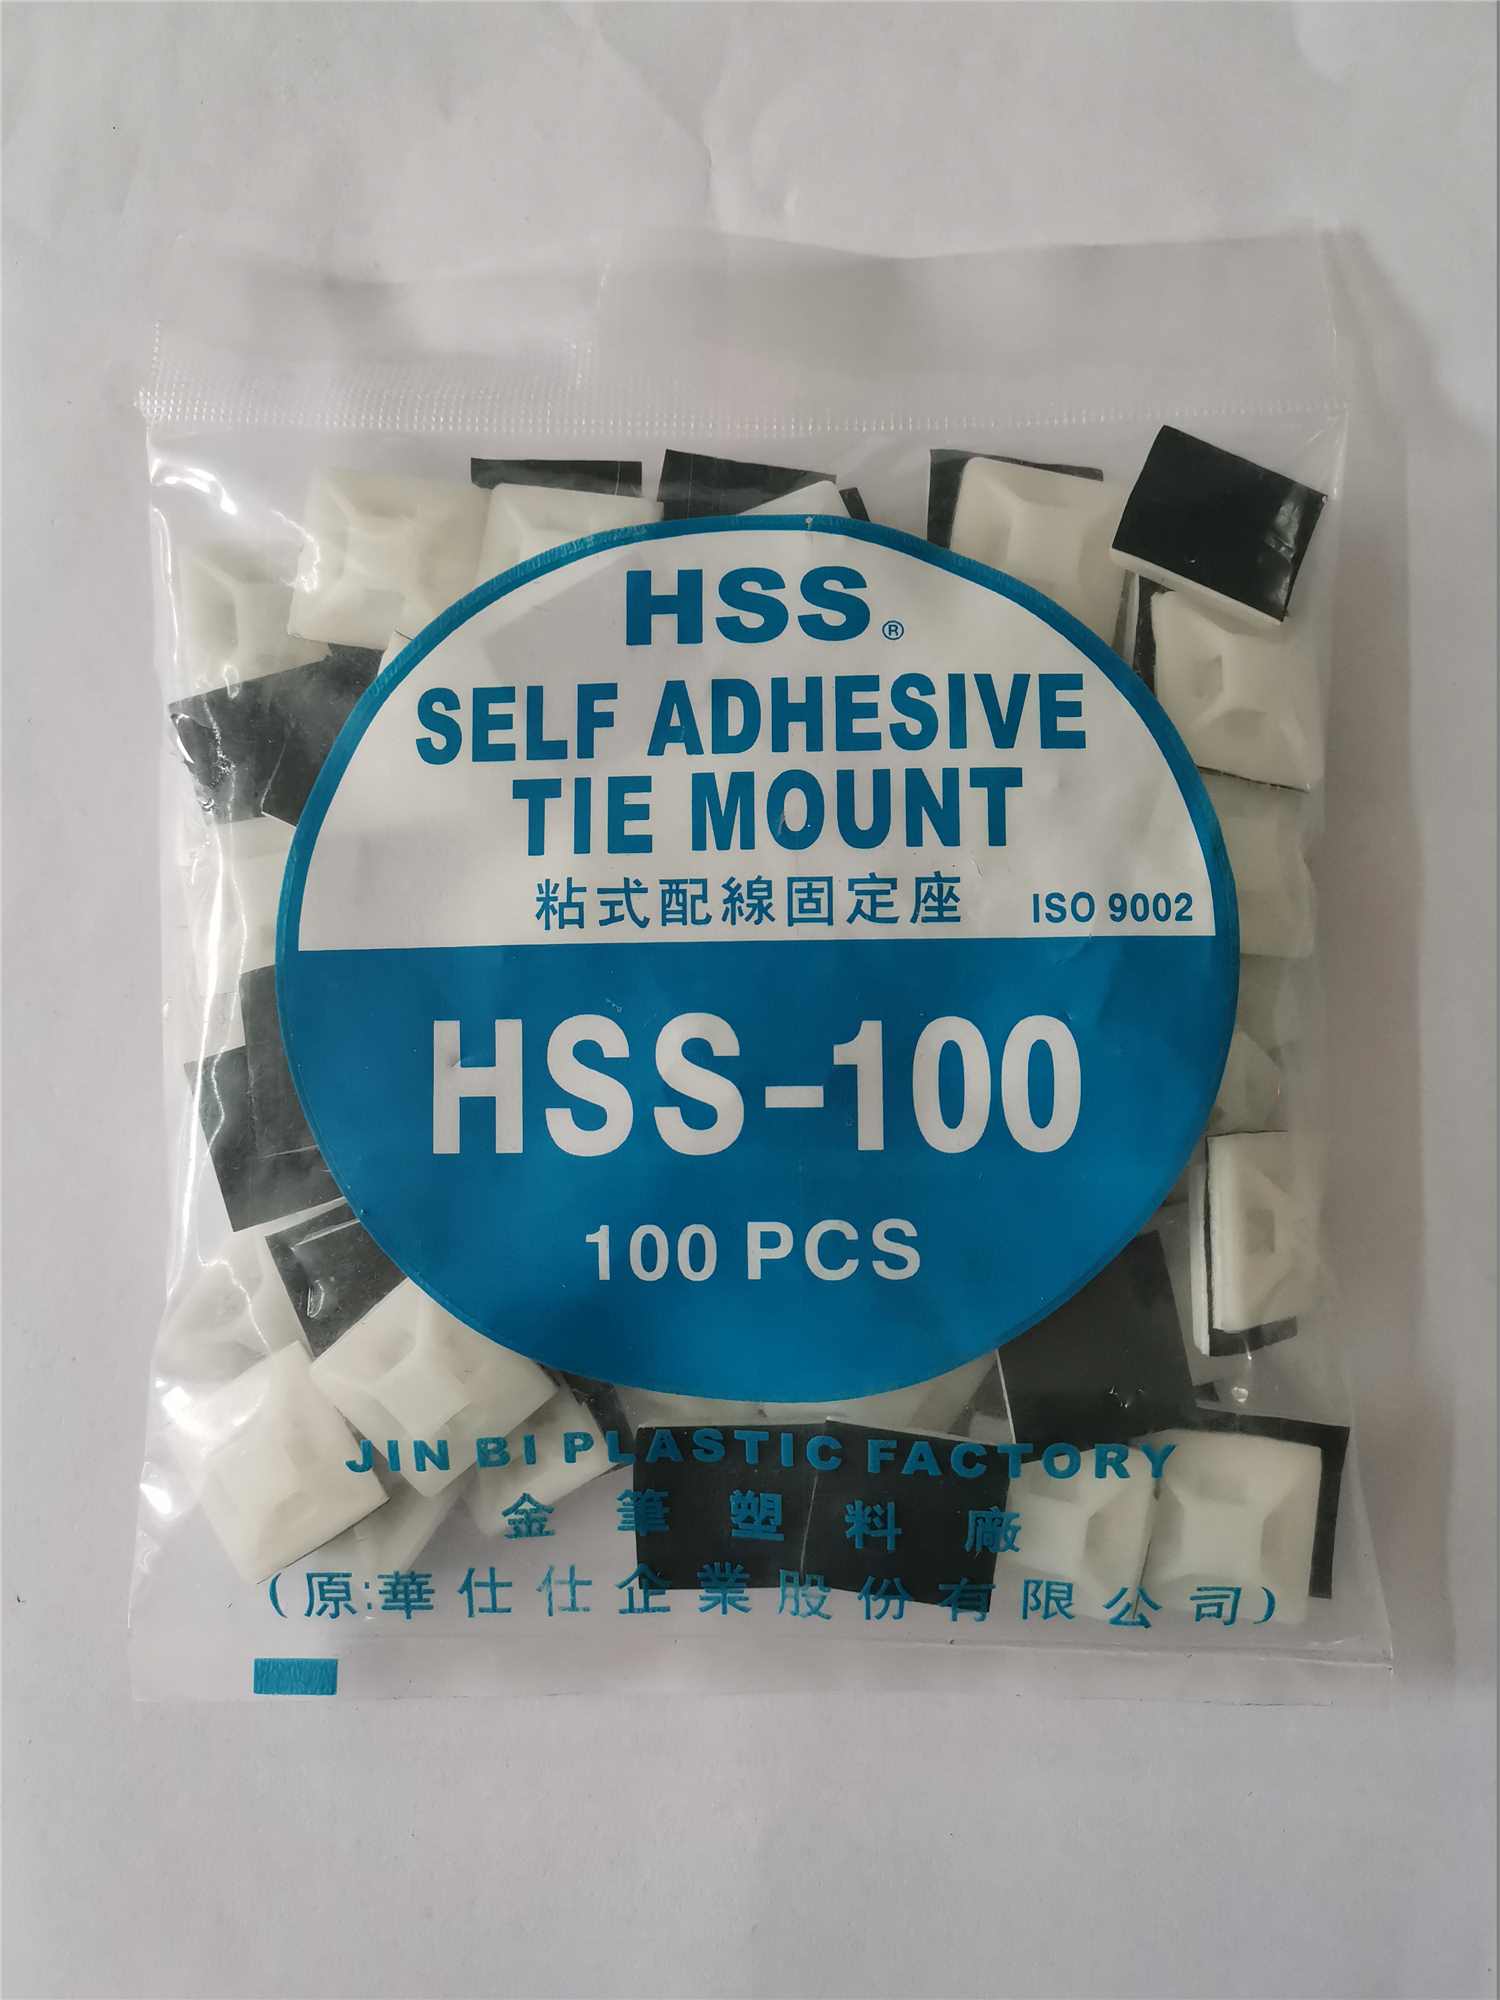 HSS®
SELF ADHESIVE
TIE MOUNT
粘式配線固定座 ISO 9002
HSS-100
100 PCS
JIN BI PLASTIC FACTORY
金筆塑料廠
(原:華仕仕企業股份有限公司)